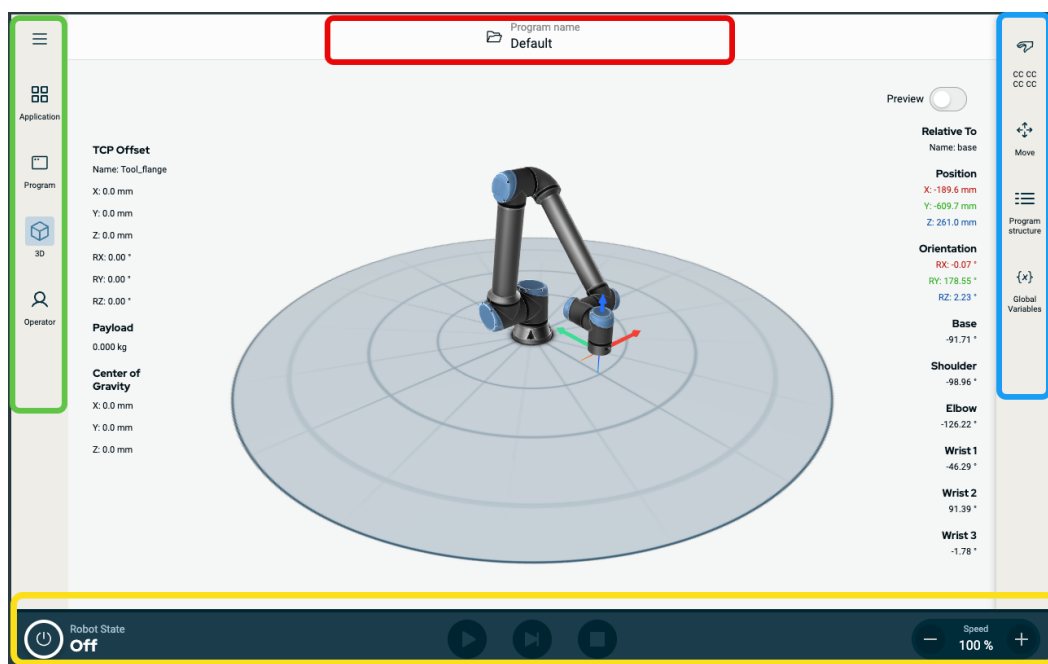 Program name
Default
Application
Program
3D
Operator
TCP Offset
Name: Tool_flange
X: 0.0 mm
Y: 0.0 mm
Z: 0.0 mm
RX: 0.00 °
RY: 0.00 °
RZ: 0.00 °
Payload
0.000 kg
Center of
Gravity
X: 0.0 mm
Y: 0.0 mm
Z: 0.0 mm
Preview
Relative To
Name: base
Position
X: -189.6 mm
Y: -609.7 mm
Z: 261.0 mm
Orientation
RX: -0.07 °
RY: 178.55 °
RZ: 2.23 °
Base
-91.71 °
Shoulder
-98.96 °
Elbow
-126.22 °
Wrist 1
-46.29 °
Wrist 2
91.39 °
Wrist 3
-1.78 °
CC CC
CC CC
Move
Program
structure
{x}
Global
Variables
Robot State
Off
Speed
100 %